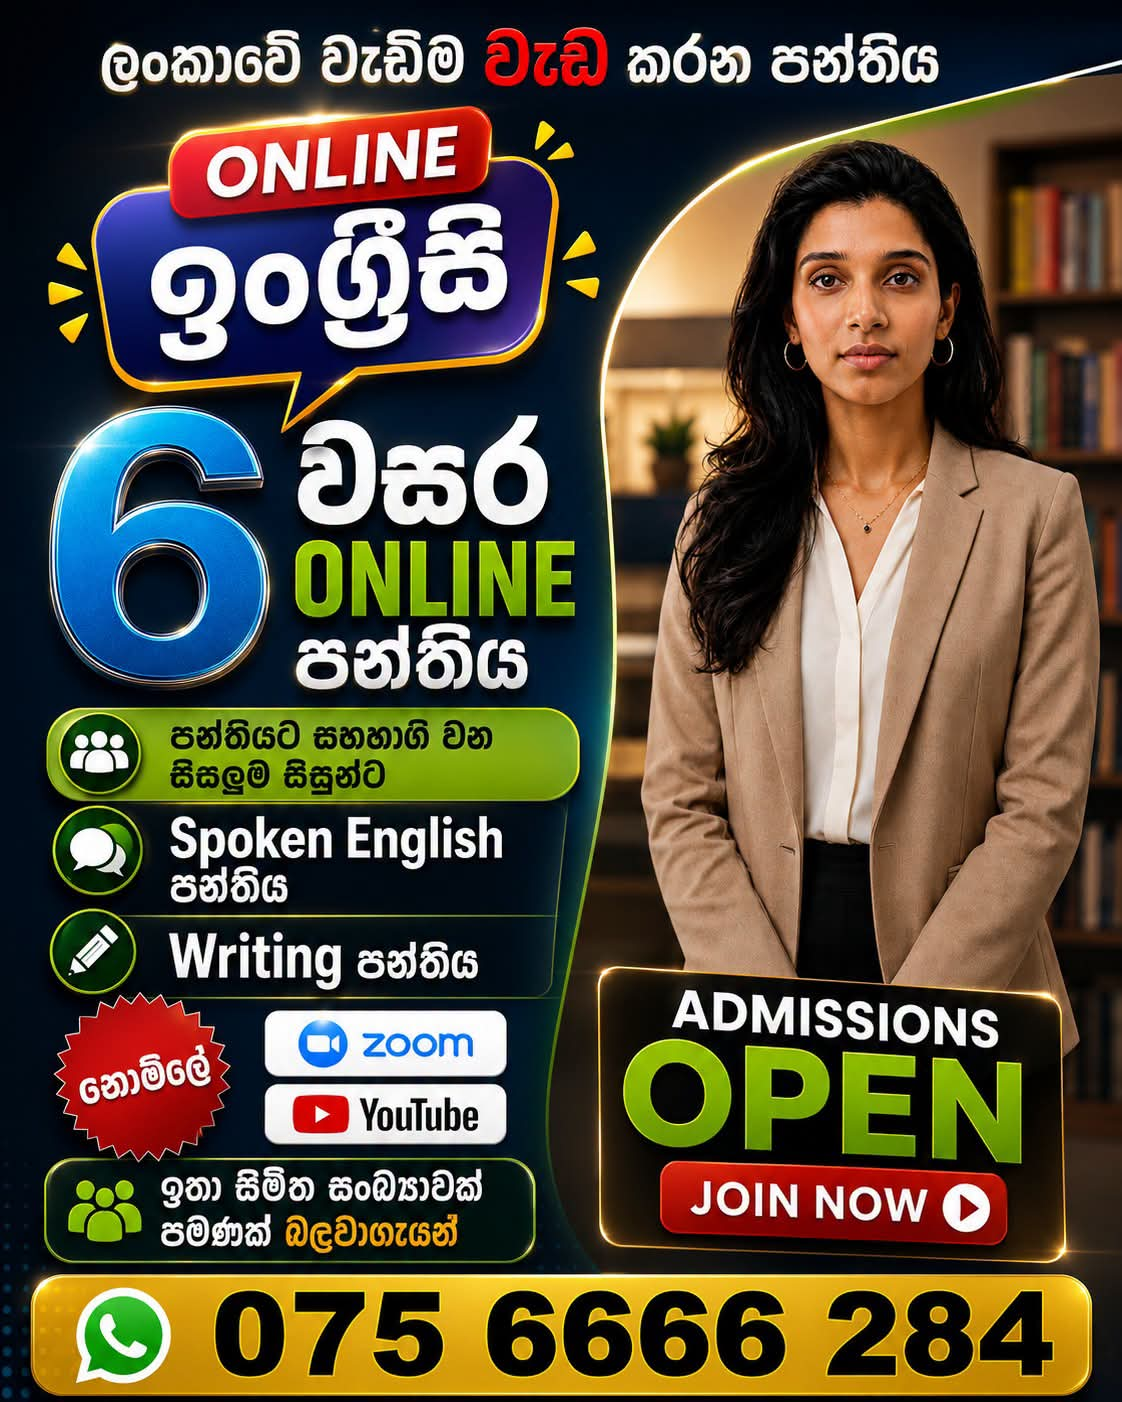 ලංකාවේ වැඩිම වැඩ කරන පන්තිය
ONLINE
ඉංග්‍රීසි
6 වසර
ONLINE
පන්තිය
පන්තියට සහභාගි වන
සිසලුම සිසුන්ට
Spoken English
පන්තිය
Writing පන්තිය
නොමිලේ
zoom
YouTube
ඉතා සිමිත සංඛ්‍යාවක්
පමණක් බඳවාගැයන්
ADMISSIONS
OPEN
JOIN NOW
075 6666 284